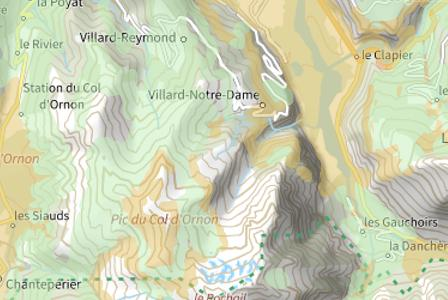 la Poyat
le Rivier
Villard-Reymond
le Clapier
Station du Col
d'Ornon
Villard-Notre-Dame
d'Ornon
les Siauds
Pic du Col d'Ornon
les Gauchoirs
la Danchère
Chantepérier
le Rochail